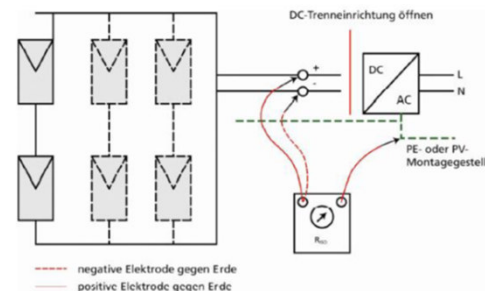 DC-Trenneinrichtung öffnen
+
-
DC
AC
L
N
PE- oder PV-
Montagegestell
RISO
negative Elektrode gegen Erde
positive Elektrode gegen Erde